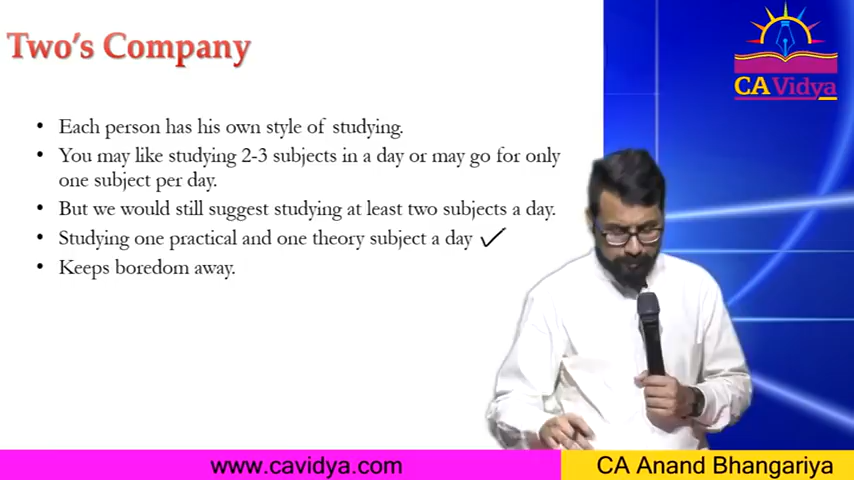 Two's Company
CA Vidya
• Each person has his own style of studying.
• You may like studying 2-3 subjects in a day or may go for only
one subject per day.
• But we would still suggest studying at least two subjects a day.
• Studying one practical and one theory subject a day ✓
• Keeps boredom away.
www.cavidya.com
CA Anand Bhangariya